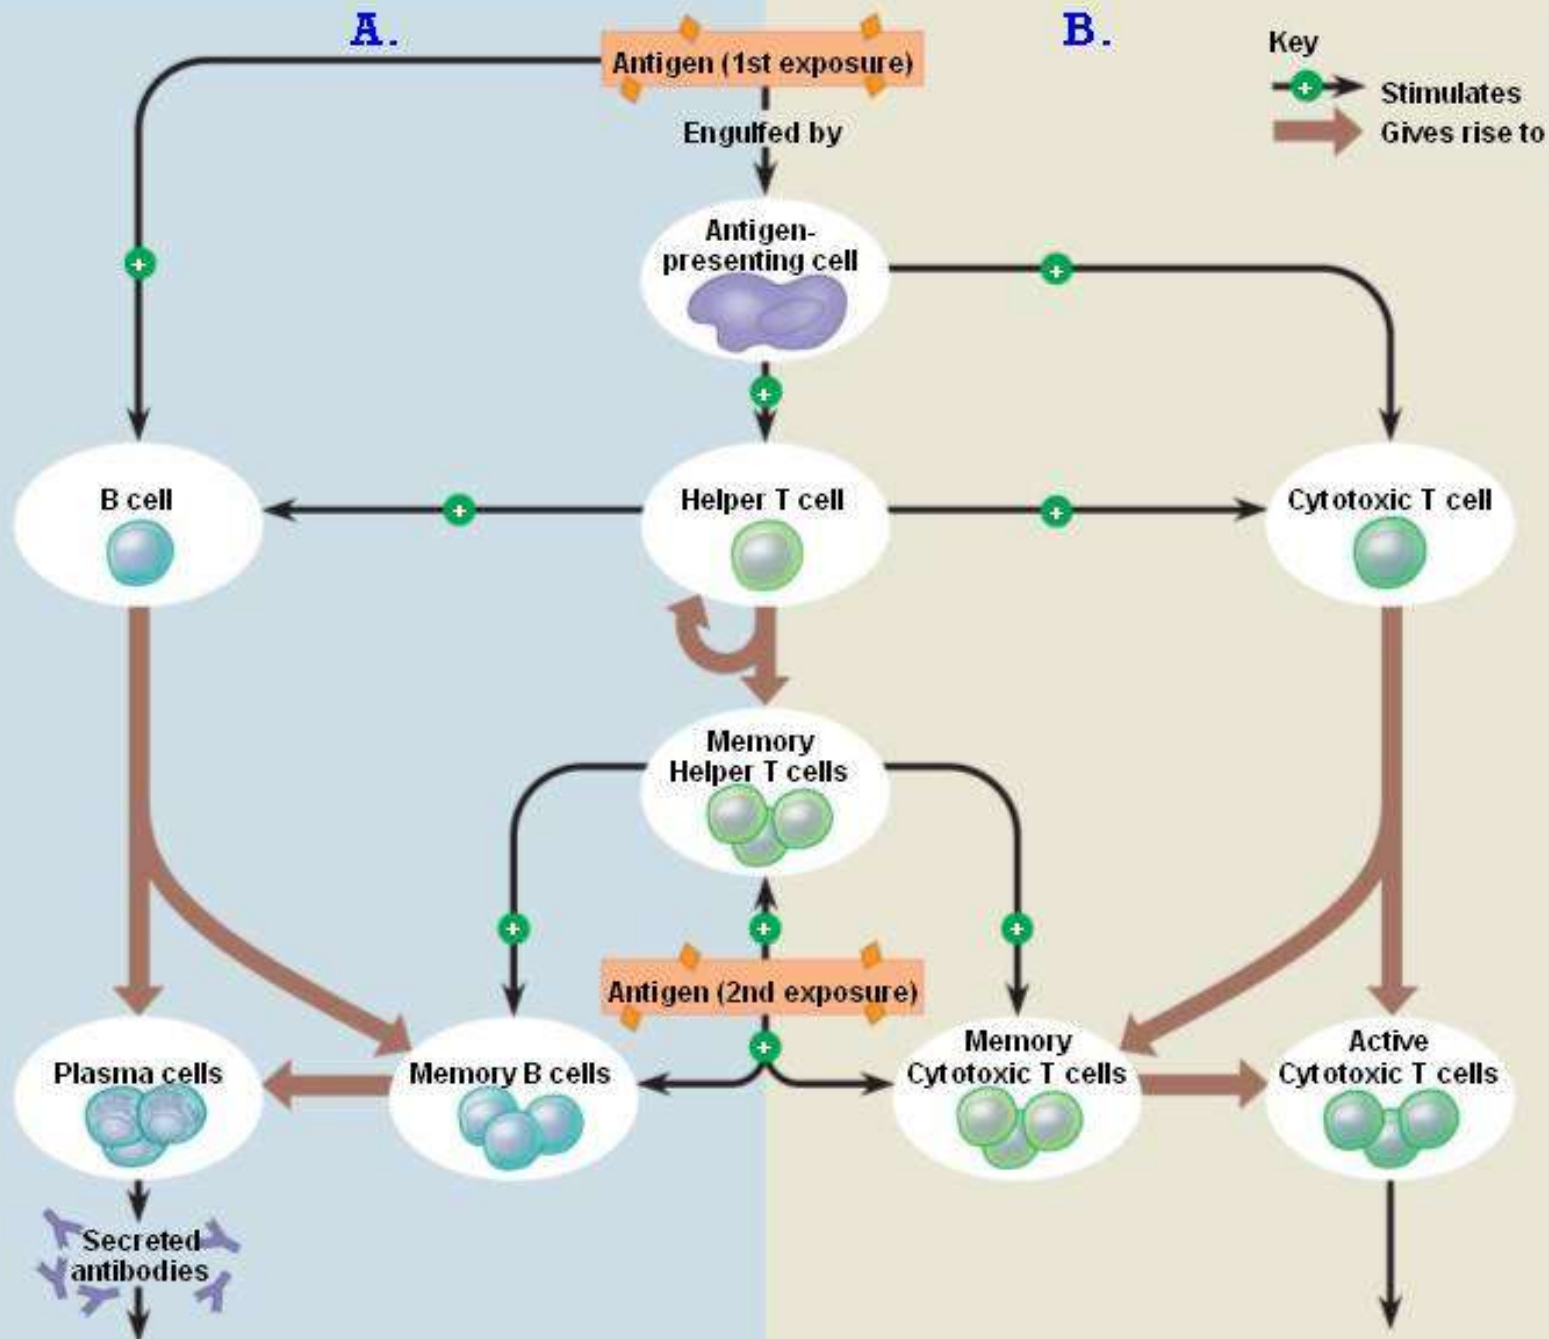 A.
B.
Antigen (1st exposure)
Key
Stimulates
Gives rise to
Engulfed by
Antigen-
presenting cell
B cell
Helper T cell
Cytotoxic T cell
Memory
Helper T cells
Antigen (2nd exposure)
Plasma cells
Memory B cells
Memory
Cytotoxic T cells
Active
Cytotoxic T cells
Secreted
antibodies